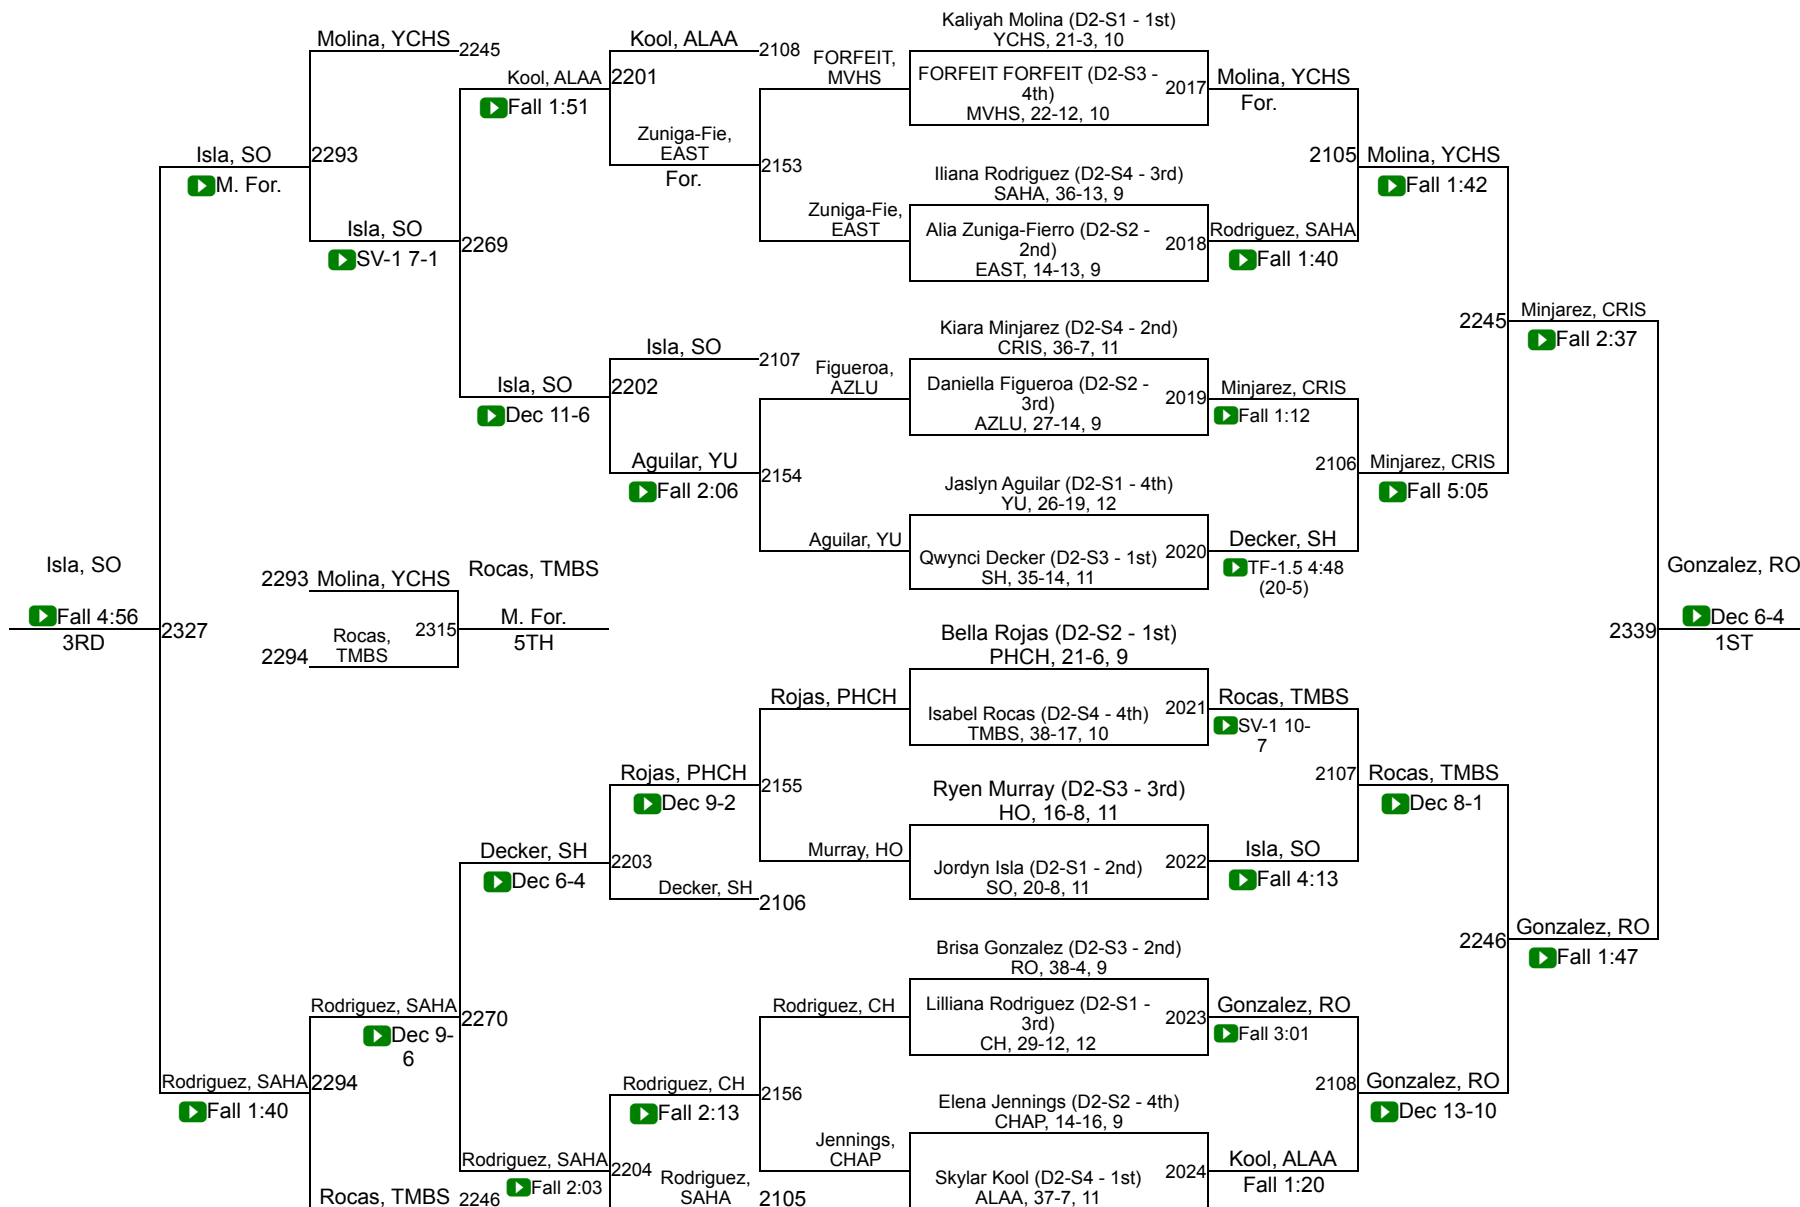 Kaliyah Molina (D2-S1 - 1st)
YCHS, 21-3, 10
Molina, YCHS
2245
Kool, ALAA
2108
FORFEIT,
MVHS
FORFEIT FORFEIT (D2-S3 -
4th)
MVHS, 22-12, 10
2017
Molina, YCHS
For.
Kool, ALAA
2201
Fall 1:51
Zuniga-Fie,
EAST
For.
2153
Isla, SO
2293
M. For.
2105
Molina, YCHS
Fall 1:42
Iliana Rodriguez (D2-S4 - 3rd)
SAHA, 36-13, 9
Zuniga-Fie,
EAST
Alia Zuniga-Fierro (D2-S2 -
2nd)
EAST, 14-13, 9
2018
Rodriguez, SAHA
Fall 1:40
Isla, SO
SV-1 7-1
2269
Kiara Minjarez (D2-S4 - 2nd)
CRIS, 36-7, 11
2245
Minjarez, CRIS
Fall 2:37
Isla, SO
2107
Figueroa,
AZLU
Daniella Figueroa (D2-S2 -
3rd)
AZLU, 27-14, 9
2019
Minjarez, CRIS
Fall 1:12
Isla, SO
2202
Dec 11-6
Aguilar, YU
Fall 2:06
2154
2106
Minjarez, CRIS
Fall 5:05
Jaslyn Aguilar (D2-S1 - 4th)
YU, 26-19, 12
Aguilar, YU
Qwynci Decker (D2-S3 - 1st)
SH, 35-14, 11
2020
Decker, SH
TF-1.5 4:48
(20-5)
Isla, SO
Fall 4:56
3RD
2327
2293
Molina, YCHS
Rocas, TMBS
Rocas,
TMBS
2294
2315
M. For.
5TH
Gonzalez, RO
2339
Dec 6-4
1ST
Bella Rojas (D2-S2 - 1st)
PHCH, 21-6, 9
Rojas, PHCH
Isabel Rocas (D2-S4 - 4th)
TMBS, 38-17, 10
2021
Rocas, TMBS
SV-1 10-
7
Rojas, PHCH
Dec 9-2
2155
2107
Rocas, TMBS
Dec 8-1
Ryen Murray (D2-S3 - 3rd)
HO, 16-8, 11
Murray, HO
Jordyn Isla (D2-S1 - 2nd)
SO, 20-8, 11
2022
Isla, SO
Fall 4:13
Decker, SH
2203
Dec 6-4
Decker, SH
2106
Brisa Gonzalez (D2-S3 - 2nd)
RO, 38-4, 9
2246
Gonzalez, RO
Fall 1:47
Rodriguez, SAHA
Dec 9-
6
2270
Rodriguez, CH
Lilliana Rodriguez (D2-S1 -
3rd)
CH, 29-12, 12
2023
Gonzalez, RO
Fall 3:01
Rodriguez, SAHA
2294
Fall 1:40
Rodriguez, CH
Fall 2:13
2156
2108
Gonzalez, RO
Dec 13-10
Elena Jennings (D2-S2 - 4th)
CHAP, 14-16, 9
Jennings,
CHAP
Skylar Kool (D2-S4 - 1st)
ALAA, 37-7, 11
2024
Kool, ALAA
Fall 1:20
Rodriguez, SAHA
2204
Fall 2:03
Rodriguez,
SAHA
2105
Rocas, TMBS
2246